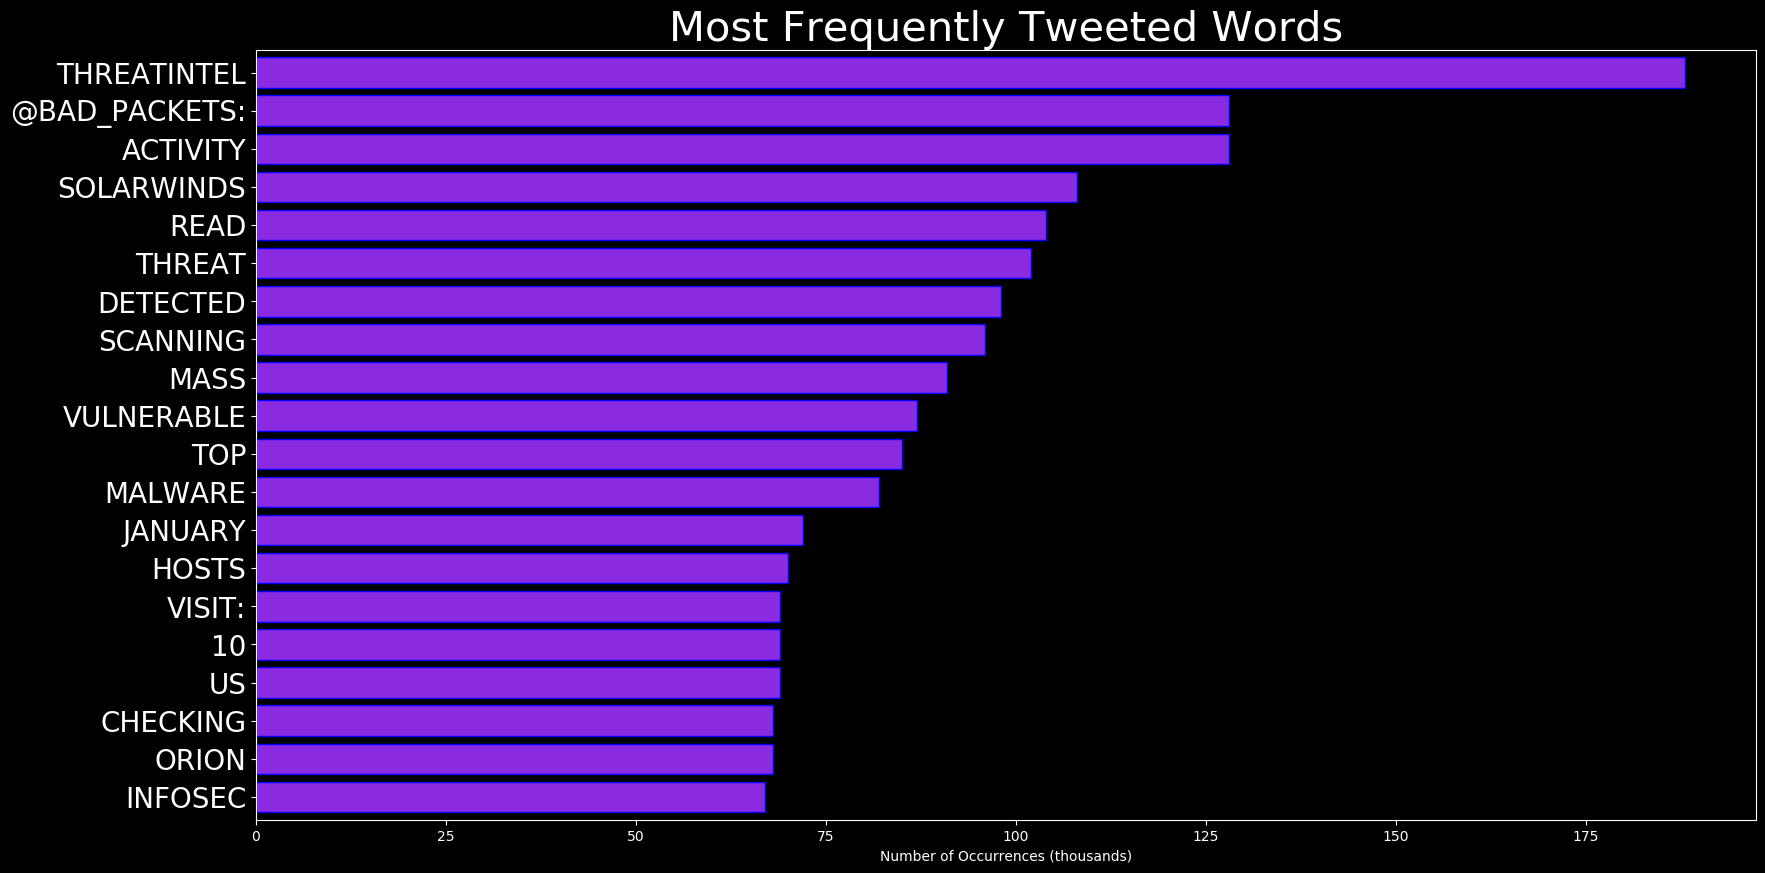 Most Frequently Tweeted Words
THREATINTEL
@BAD_PACKETS:
ACTIVITY
SOLARWINDS
READ
THREAT
DETECTED
SCANNING
MASS
VULNERABLE
TOP
MALWARE
JANUARY
HOSTS
VISIT:
10
US
CHECKING
ORION
INFOSEC
0 25 50 75 100 125 150 175
Number of Occurrences (thousands)